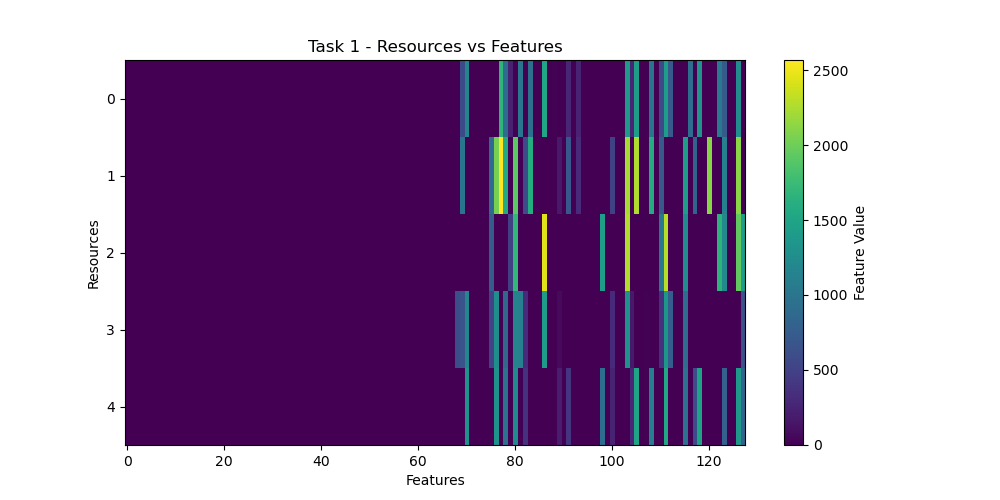 Task 1 - Resources vs Features
Resources
0
1
2
3
4
0 20 40 60 80 100 120
Features
2500
2000
1500
1000
500
0
Feature Value